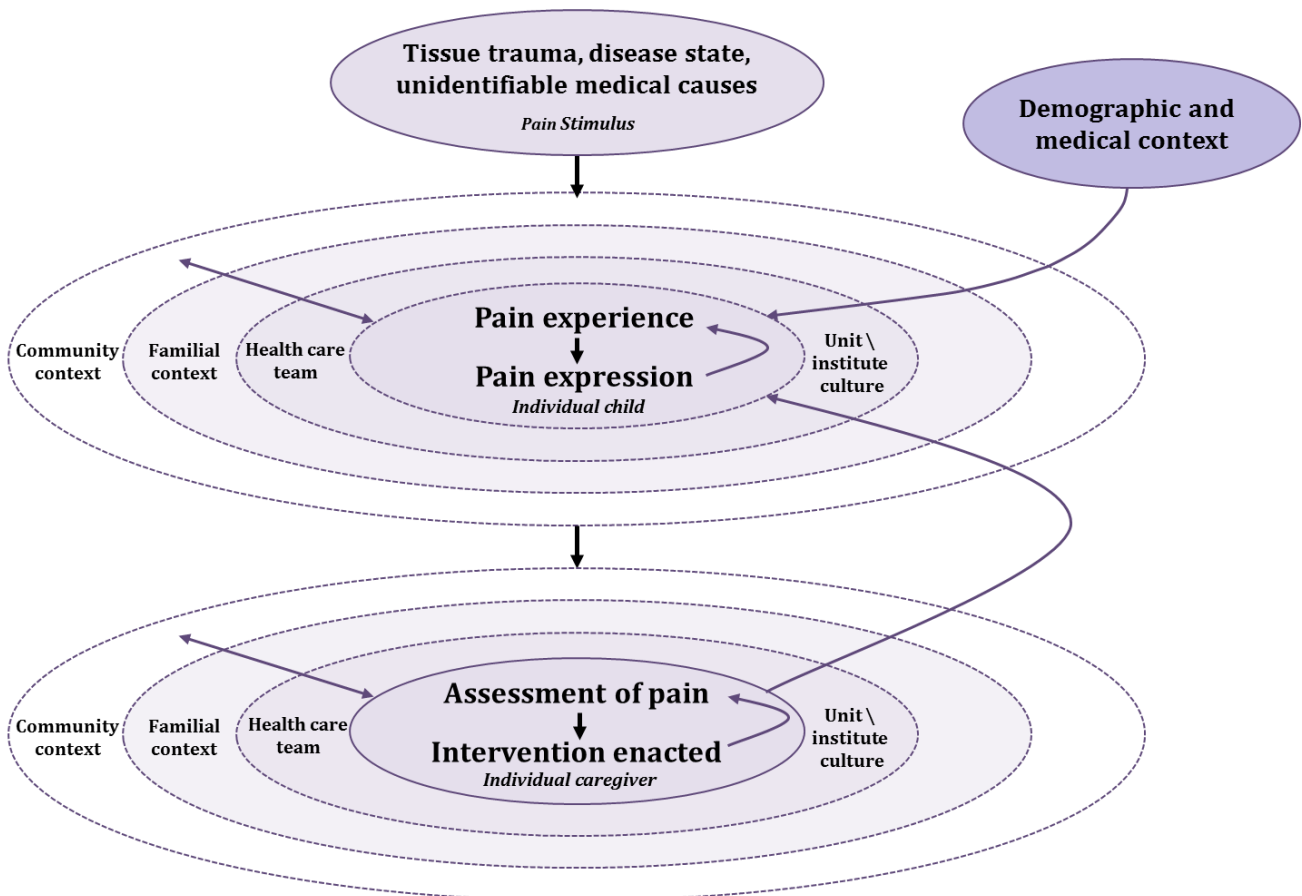 Tissue trauma, disease state,
unidentifiable medical causes
Pain Stimulus
Demographic and
medical context
Pain experience
Pain expression
Individual child
Community
context
Familial
context
Health care
team
Unit \
institute
culture
Assessment of pain
Intervention enacted
Individual caregiver
Community
context
Familial
context
Health care
team
Unit \
institute
culture